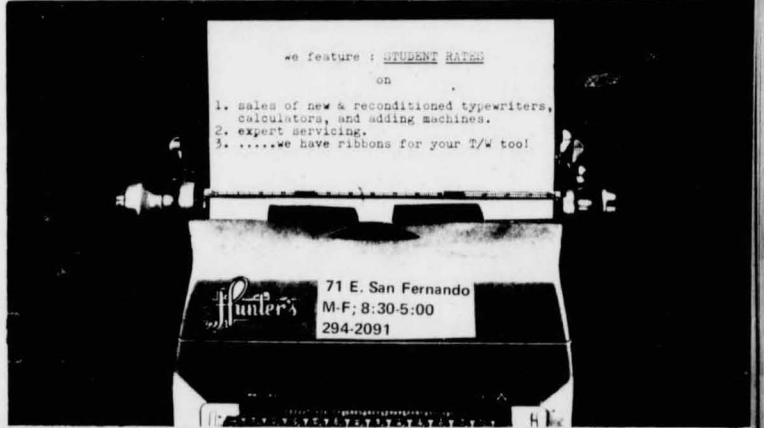 we feature : STUDENT RATES
on
1. sales of new & reconditioned typewriters,
calculators, and adding machines.
2. expert servicing.
3. .....we have ribbons for your T/W too!
Hunter's
71 E. San Fernando
M-F; 8:30-5:00
294-2091